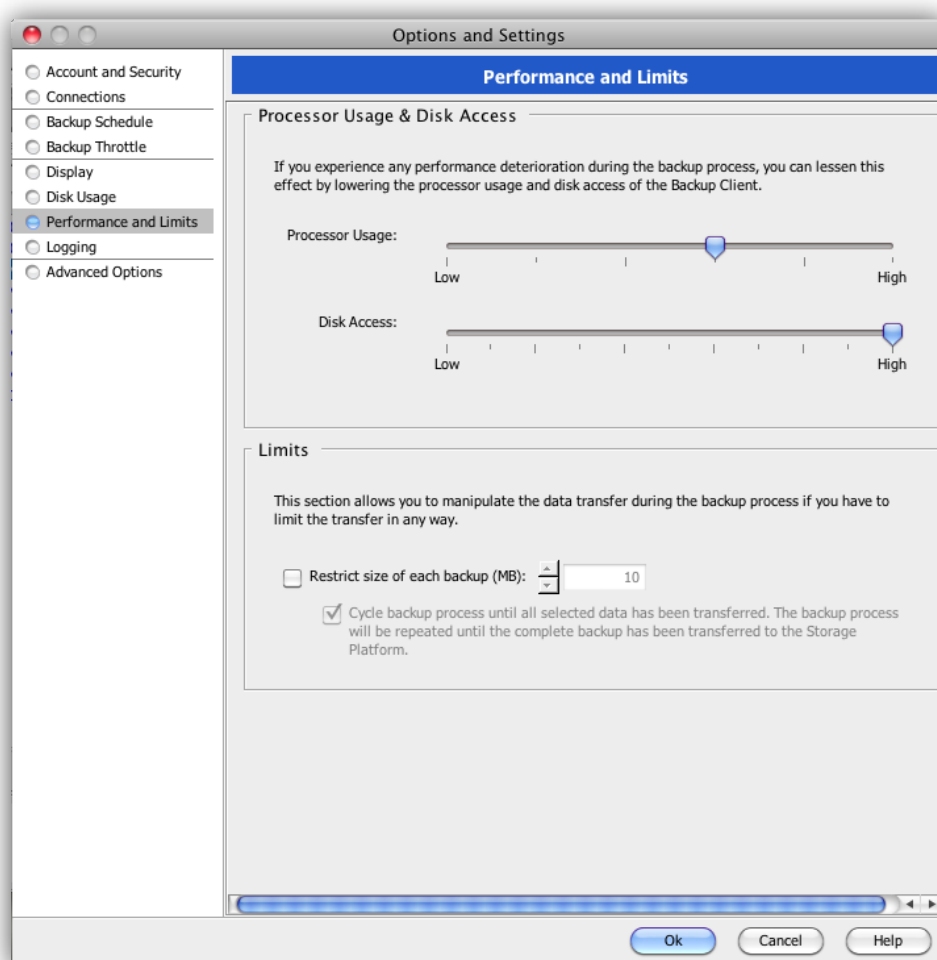 Options and Settings
Account and Security
Connections
Backup Schedule
Backup Throttle
Display
Disk Usage
Performance and Limits
Logging
Advanced Options
Performance and Limits
Processor Usage & Disk Access
If you experience any performance deterioration during the backup process, you can lessen this
effect by lowering the processor usage and disk access of the Backup Client.
Processor Usage:
Low
High
Disk Access:
Low
High
Limits
This section allows you to manipulate the data transfer during the backup process if you have to
limit the transfer in any way.
Restrict size of each backup (MB):
10
Cycle backup process until all selected data has been transferred. The backup process
will be repeated until the complete backup has been transferred to the Storage
Platform.
Ok
Cancel
Help